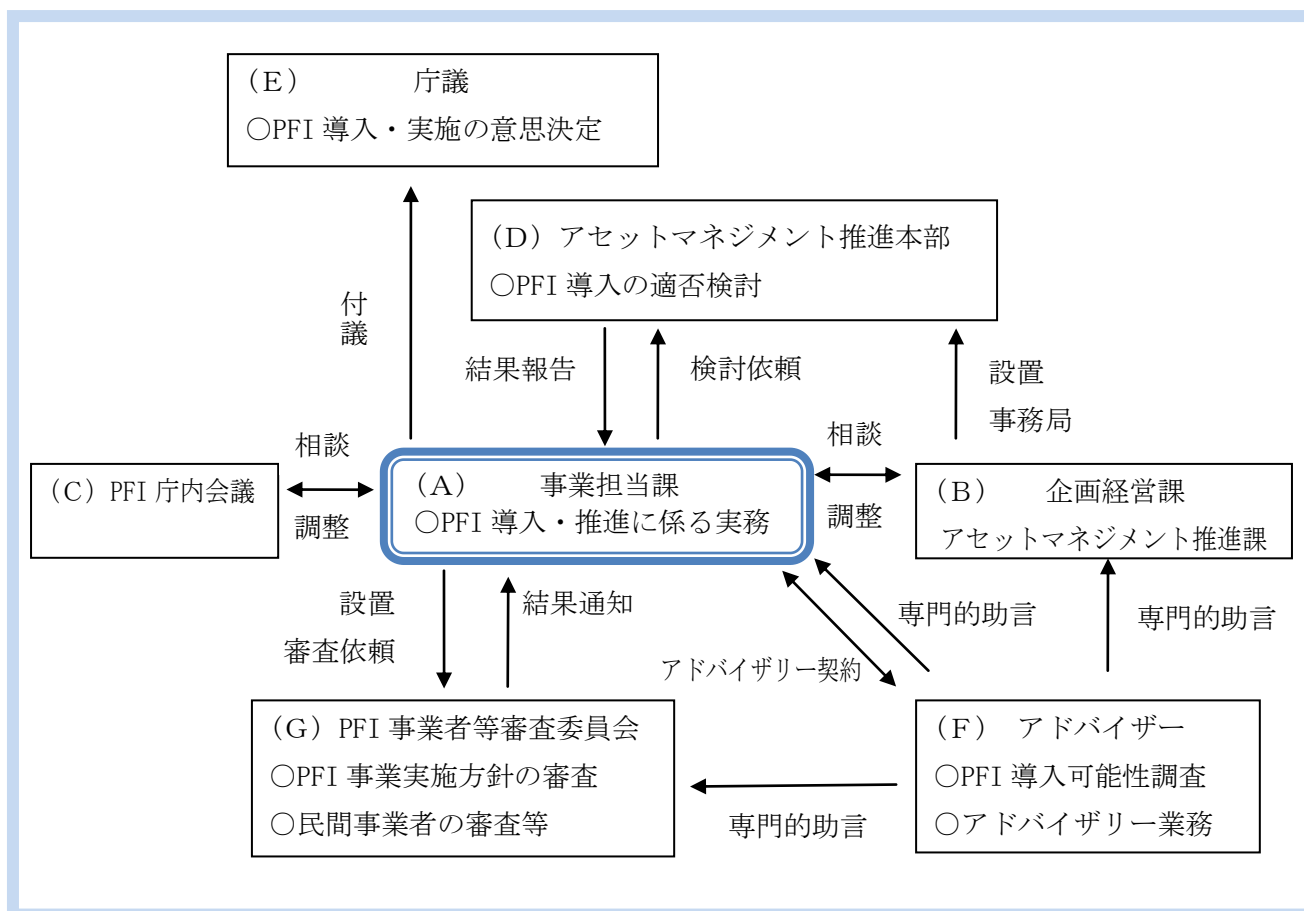 （E）　　　庁議
○PFI 導入・実施の意思決定
（D）アセットマネジメント推進本部
○PFI 導入の適否検討
付議
結果報告
検討依頼
設置
事務局
相談
調整
相談
調整
（C）PFI 庁内会議
（A）　　　事業担当課
○PFI 導入・推進に係る実務
（B）　　企画経営課
アセットマネジメント推進課
設置
審査依頼
結果通知
専門的助言
専門的助言
アドバイザリー契約
（G）PFI 事業者等審査委員会
○PFI 事業実施方針の審査
○民間事業者の審査等
専門的助言
（F）　アドバイザー
○PFI 導入可能性調査
○アドバイザリー業務